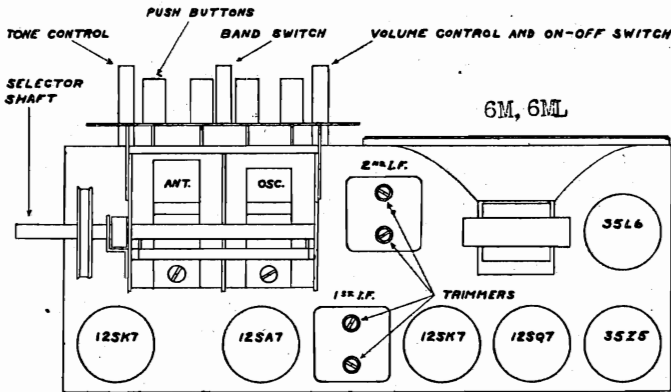 PUSH BUTTONS
TONE CONTROL
BAND SWITCH
VOLUME CONTROL AND ON-OFF SWITCH
SELECTOR
SHAFT
6M, 6ML
2ND I.F.
ANT.
OSC.
35L6
1ST I.F.
TRIMMERS
12SK7
12SA7
12SK7
12SQ7
35Z5